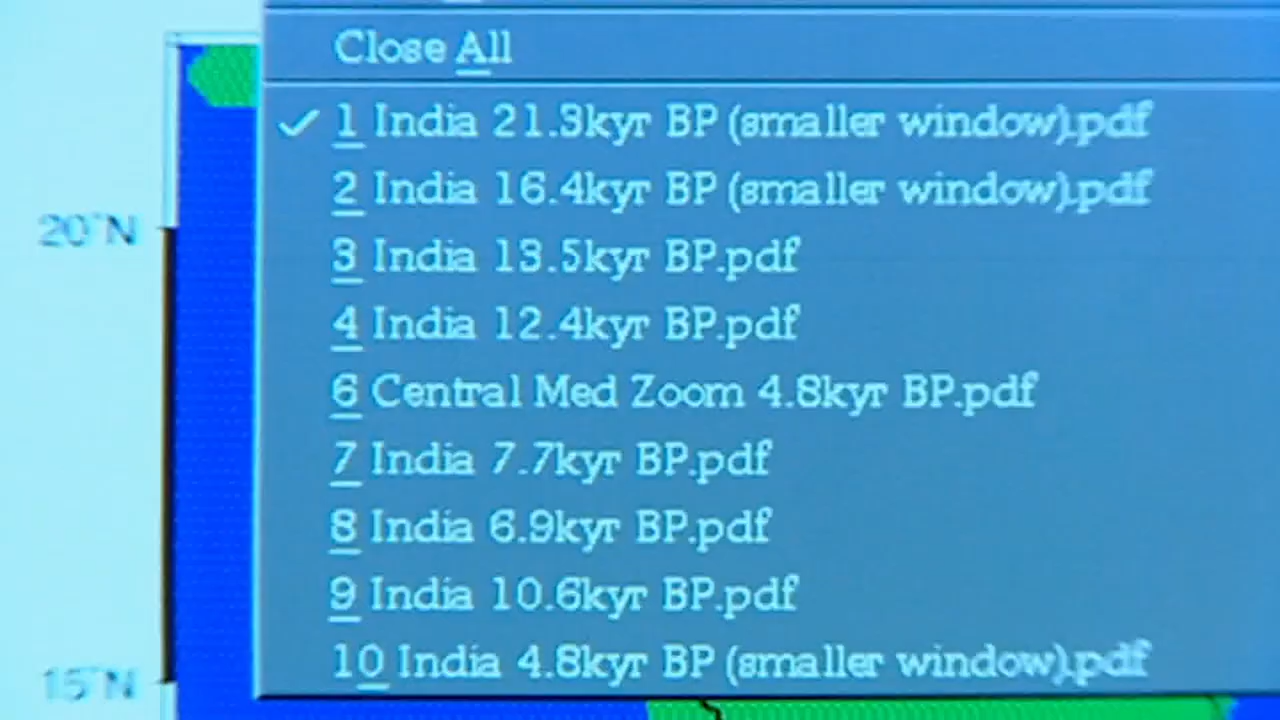 Close All
1 India 21.3kyr BP (smaller window).pdf
2 India 16.4kyr BP (smaller window).pdf
20°N
3 India 13.5kyr BP.pdf
4 India 12.4kyr BP.pdf
6 Central Med Zoom 4.8kyr BP.pdf
7 India 7.7kyr BP.pdf
8 India 6.9kyr BP.pdf
9 India 10.6kyr BP.pdf
10 India 4.8kyr BP (smaller window).pdf
15°N